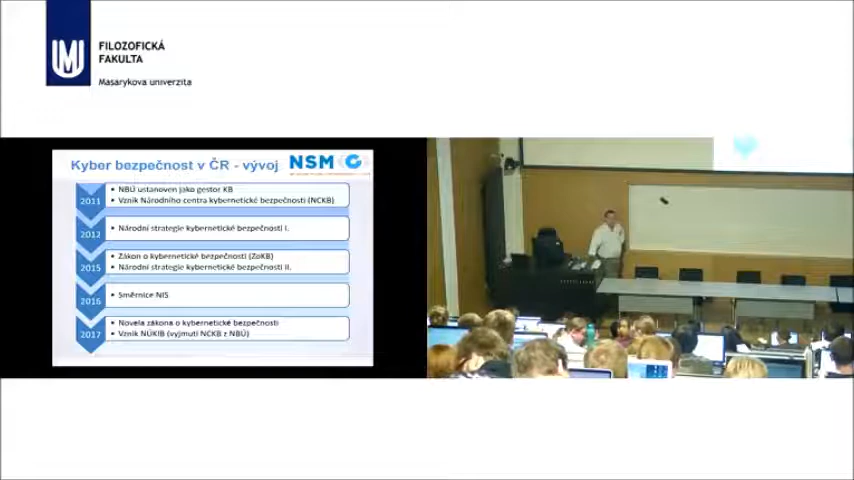 FILOZOFICKÁ
FAKULTA
Masarykova univerzita
Kyber bezpečnost v ČR - vývoj
NSM
2011
• NBÚ ustanoven jako gestor KB
• Vznik Národního centra kybernetické bezpečnosti (NCKB)
2012
• Národní strategie kybernetické bezpečnosti I.
2015
• Zákon o kybernetické bezpečnosti (ZoKB)
• Národní strategie kybernetické bezpečnosti II.
2016
• Směrnice NIS
2017
• Novela zákona o kybernetické bezpečnosti
• Vznik NÚKIB (vyjmutí NCKB z NBÚ)